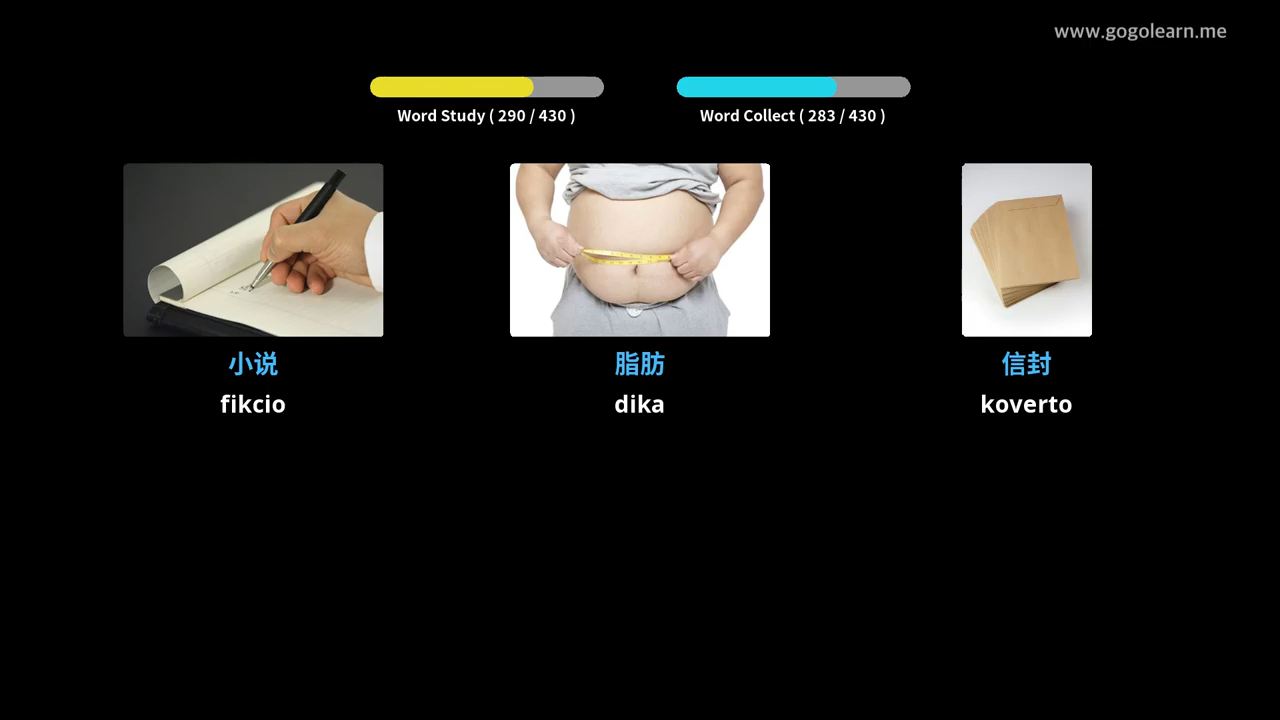 www.gogolearn.me
Word Study ( 290 / 430 )
Word Collect ( 283 / 430 )
小说
脂肪
信封
fikcio
dika
koverto